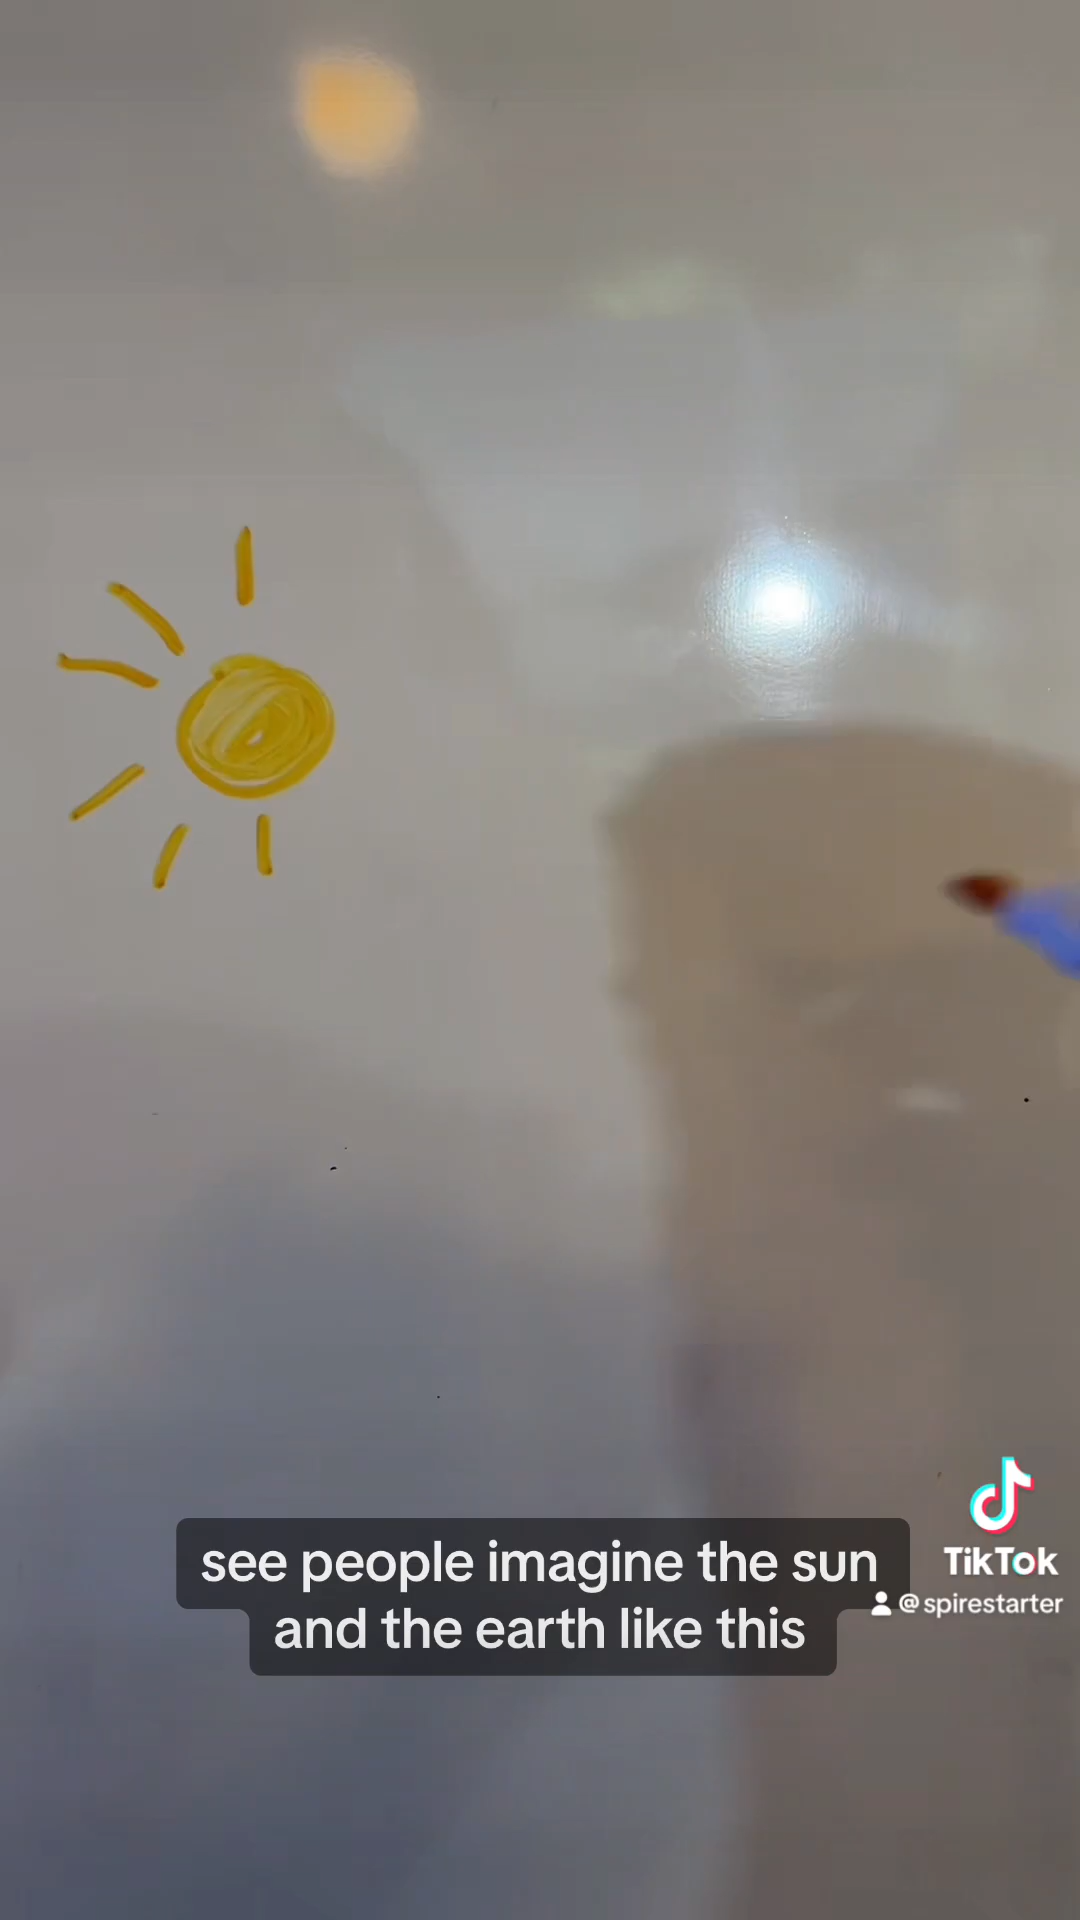 see people imagine the sun
and the earth like this
TikTok
@spirestarter